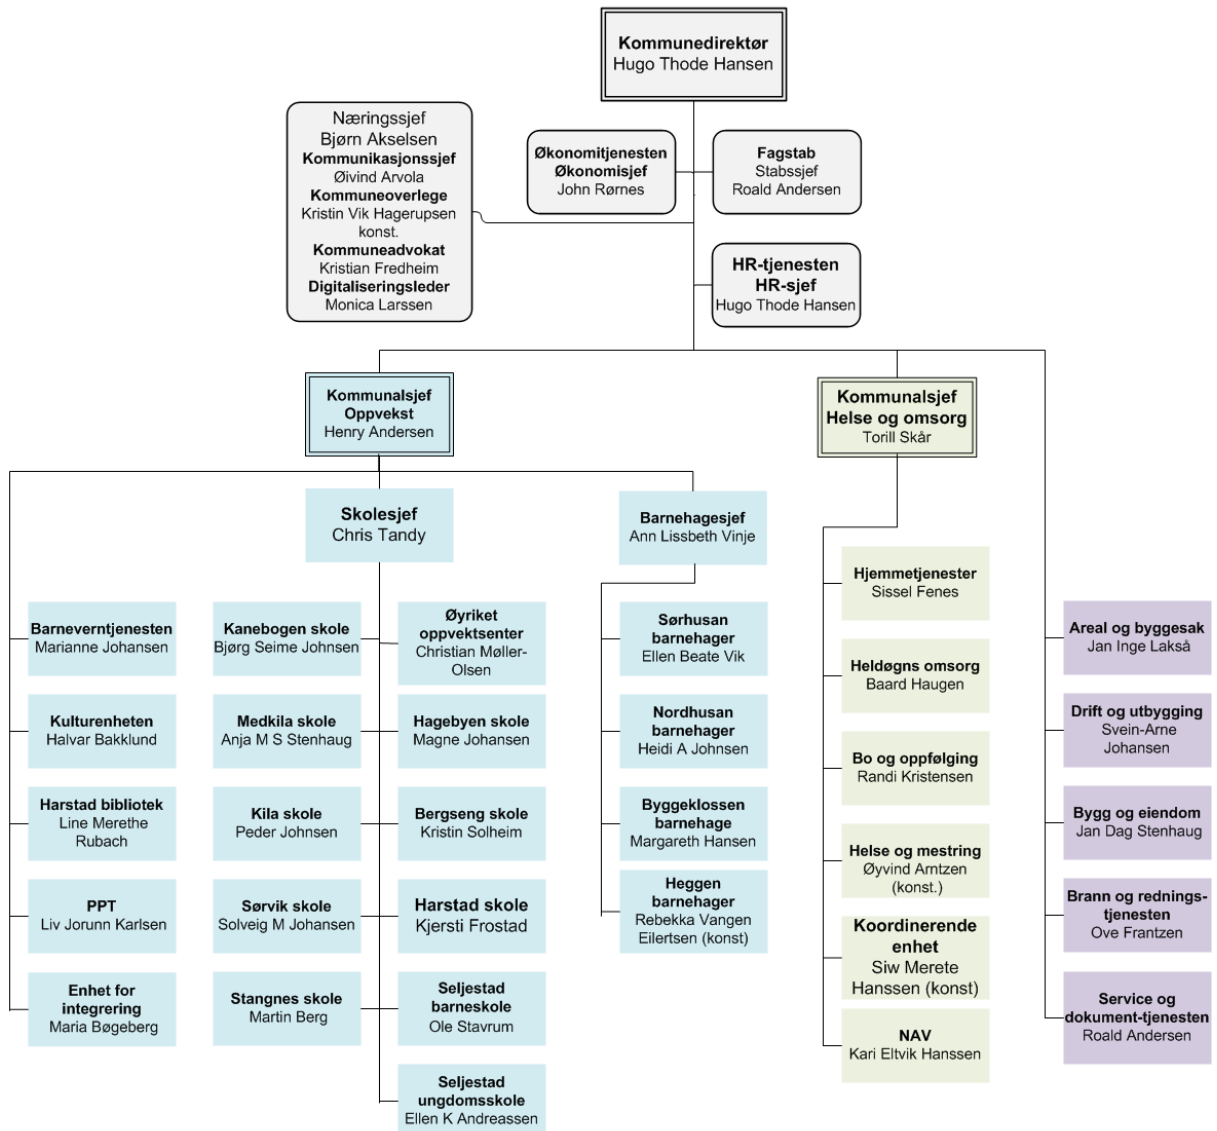 Kommunedirektør
Hugo Thode Hansen
Næringssjef
Bjørn Akselsen
Kommunikasjonssjef
Øivind Arvola
Kommuneoverlege
Kristin Vik Hagerupsen
konst.
Kommuneadvokat
Kristian Fredheim
Digitaliseringsleder
Monica Larssen
Økonomitjenesten
Økonomisjef
John Rørnes
Fagstab
Stabssjef
Roald Andersen
HR-tjenesten
HR-sjef
Hugo Thode Hansen
Kommunalsjef
Oppvekst
Henry Andersen
Kommunalsjef
Helse og omsorg
Torill Skår
Skolesjef
Chris Tandy
Barnehagesjef
Ann Lissbeth Vinje
Barneverntjenesten
Marianne Johansen
Kulturenheten
Halvar Bakklund
Harstad bibliotek
Line Merethe
Rubach
PPT
Liv Jorunn Karlsen
Enhet for
integrering
Maria Bøgeberg
Kanebogen skole
Bjørg Seime Johnsen
Medkila skole
Anja M S Stenhaug
Kila skole
Peder Johnsen
Sørvik skole
Solveig M Johansen
Stangnes skole
Martin Berg
Øyriket
oppvektsenter
Christian Møller-
Olsen
Hagebyen skole
Magne Johansen
Bergseng skole
Kristin Solheim
Harstad skole
Kjersti Frostad
Seljestad
barneskole
Ole Stavrum
Seljestad
ungdomsskole
Ellen K Andreassen
Sørhusan
barnehager
Ellen Beate Vik
Nordhusan
barnehager
Heidi A Johnsen
Byggeklossen
barnehage
Margareth Hansen
Heggen
barnehager
Rebekka Vangen
Eilertsen (konst)
Hjemmetjenester
Sissel Fenes
Heldøgns omsorg
Baard Haugen
Bo og oppfølging
Randi Kristensen
Helse og mestring
Øyvind Arntzen
(konst.)
Koordinerende
enhet
Siw Merete
Hanssen (konst)
NAV
Kari Eltvik Hanssen
Areal og byggesak
Jan Inge Lakså
Drift og utbygging
Svein-Arne
Johansen
Bygg og eiendom
Jan Dag Stenhaug
Brann og rednings-
tjenesten
Ove Frantzen
Service og
dokument-tjenesten
Roald Andersen